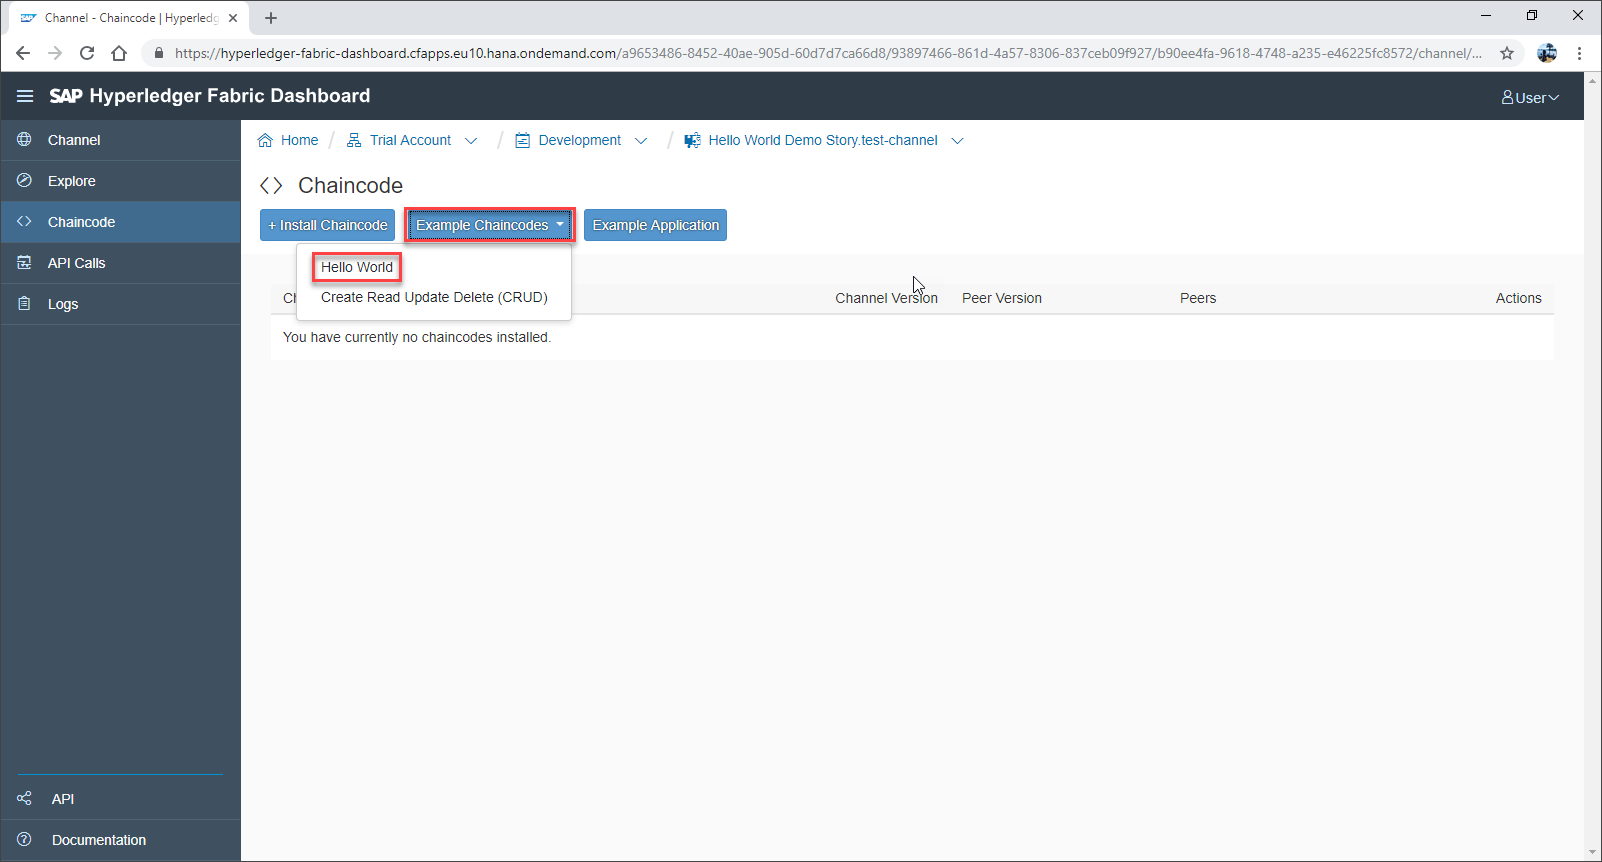 Channel - Chaincode | Hyperledg
https://hyperledger-fabric-dashboard.cfapps.eu10.hana.ondemand.com/a9653486-8452-40ae-905d-60d7d7ca66d8/93897466-861d-4a57-8306-837ceb09f927/b90ee4fa-9618-4748-a235-e46225fc8572/channel/...
SAP Hyperledger Fabric Dashboard
User
Channel
Explore
Chaincode
API Calls
Logs
API
Documentation
Home / Trial Account / Development / Hello World Demo Story.test-channel
Chaincode
+ Install Chaincode Example Chaincodes Example Application
Hello World
Create Read Update Delete (CRUD)
Ch Channel Version Peer Version Peers Actions
You have currently no chaincodes installed.